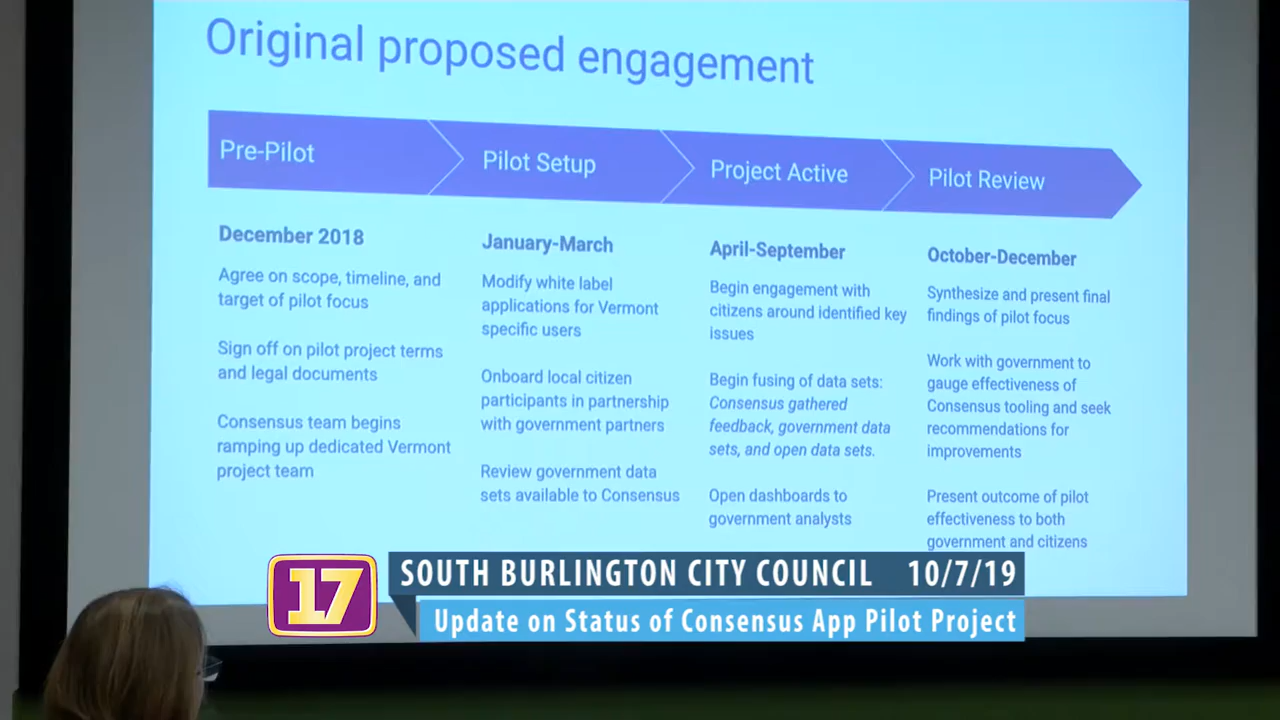 Original proposed engagement
Pre-Pilot
Pilot Setup
Project Active
Pilot Review
December 2018
Agree on scope, timeline, and
target of pilot focus
Sign off on pilot project terms
and legal documents
Consensus team begins
ramping up dedicated Vermont
project team
January-March
Modify white label
applications for Vermont
specific users
Onboard local citizen
participants in partnership
with government partners
Review government data
sets available to Consensus
April-September
Begin engagement with
citizens around identified key
issues
Begin fusing of data sets:
Consensus gathered
feedback, government data
sets, and open data sets.
Open dashboards to
government analysts
October-December
Synthesize and present final
findings of pilot focus
Work with government to
gauge effectiveness of
Consensus tooling and seek
recommendations for
improvements
Present outcome of pilot
effectiveness to both
government and citizens
17
SOUTH BURLINGTON CITY COUNCIL 10/7/19
Update on Status of Consensus App Pilot Project